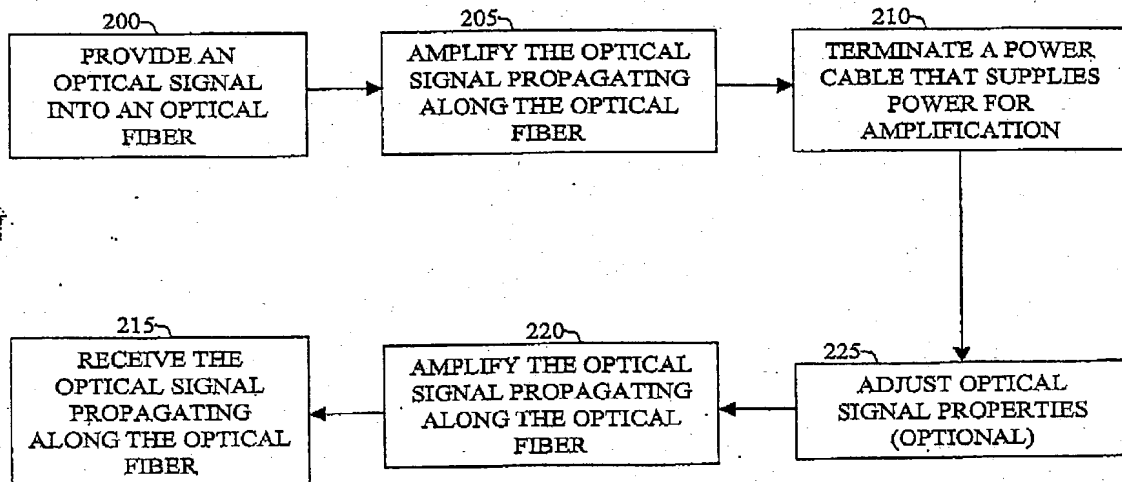 200
PROVIDE AN
OPTICAL SIGNAL
INTO AN OPTICAL
FIBER
205
AMPLIFY THE OPTICAL
SIGNAL PROPAGATING
ALONG THE OPTICAL
FIBER
210
TERMINATE A POWER
CABLE THAT SUPPLIES
POWER FOR
AMPLIFICATION
215
RECEIVE THE
OPTICAL SIGNAL
PROPAGATING
ALONG THE OPTICAL
FIBER
220
AMPLIFY THE OPTICAL
SIGNAL PROPAGATING
ALONG THE OPTICAL
FIBER
225
ADJUST OPTICAL
SIGNAL PROPERTIES
(OPTIONAL)